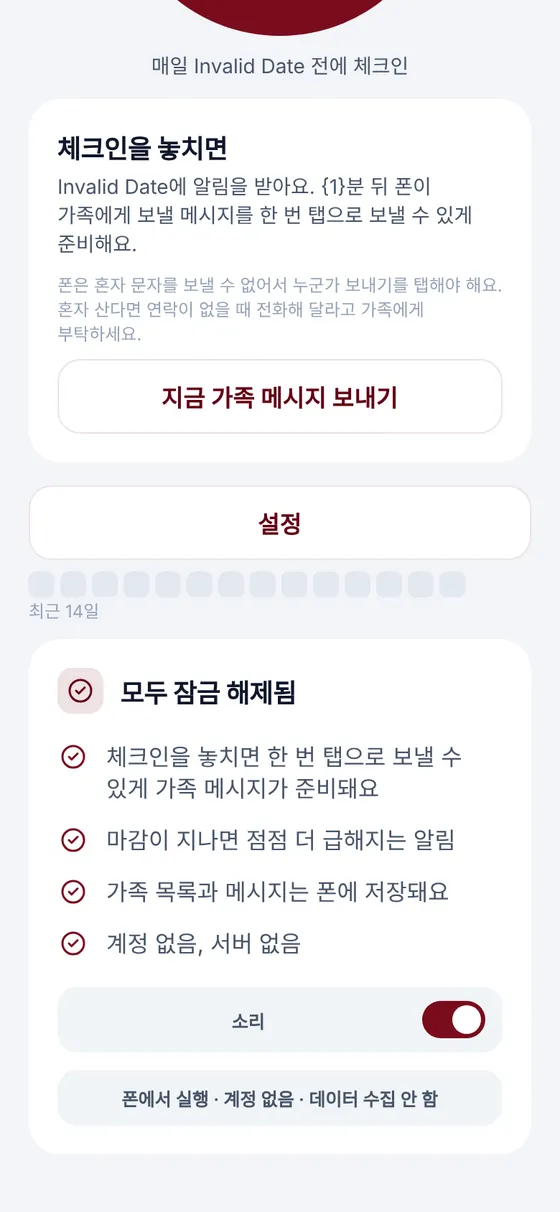 매일 Invalid Date 전에 체크인
체크인을 놓치면
Invalid Date에 알림을 받아요. {1}분 뒤 폰이
가족에게 보낼 메시지를 한 번 탭으로 보낼 수 있게
준비해요.
폰은 혼자 문자를 보낼 수 없어서 누군가 보내기를 탭해야 해요.
혼자 산다면 연락이 없을 때 전화해 달라고 가족에게
부탁하세요.
지금 가족 메시지 보내기
설정
최근 14일
모두 잠금 해제됨
체크인을 놓치면 한 번 탭으로 보낼 수
있게 가족 메시지가 준비돼요
마감이 지나면 점점 더 급해지는 알림
가족 목록과 메시지는 폰에 저장돼요
계정 없음, 서버 없음
소리
폰에서 실행 · 계정 없음 · 데이터 수집 안 함